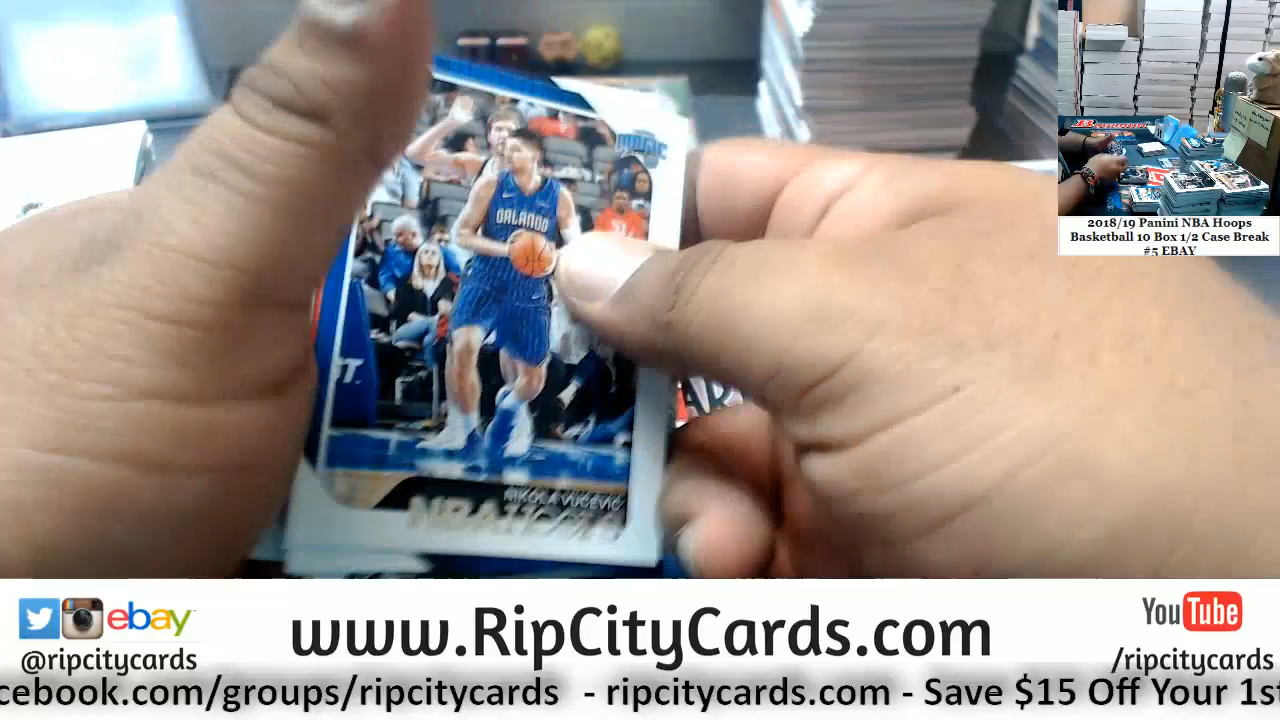 MAGIC
ORLANDO
NIKOLA VUCEVIC
2018/19 Panini NBA Hoops
Basketball 10 Box 1/2 Case Break
#5 EBAY
ebay
@ripcitycards
www.RipCityCards.com
YouTube
/ripcitycards
cebook.com/groups/ripcitycards - ripcitycards.com - Save $15 Off Your 1st